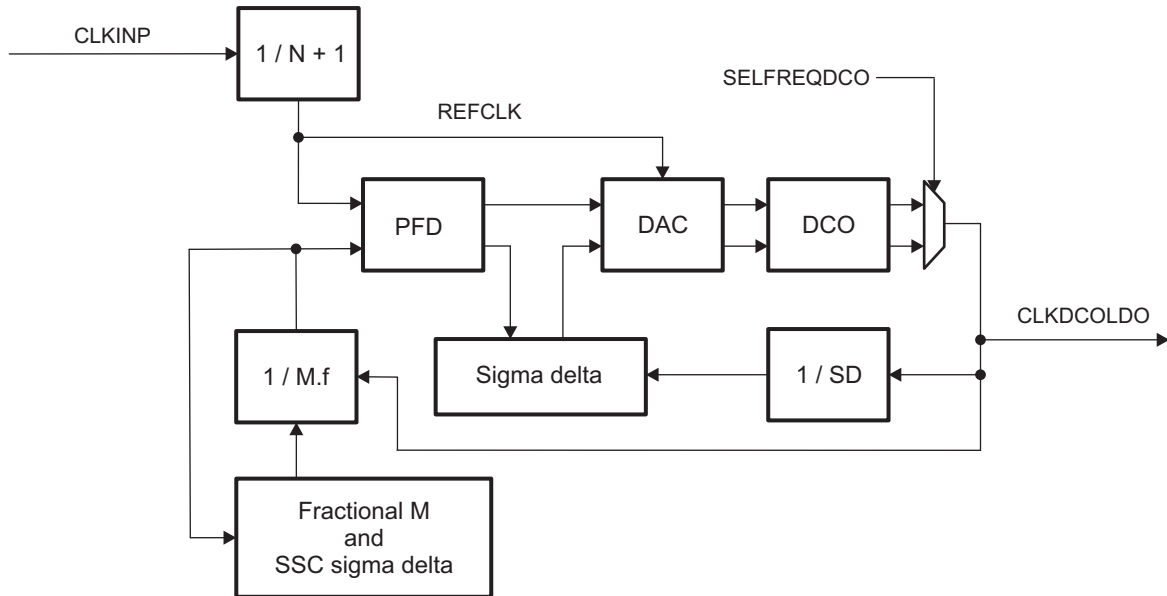 CLKINP
1 / N + 1
SELFREQDCO
REFCLK
PFD
DAC
DCO
CLKDCOLDO
1 / M.f
Sigma delta
1 / SD
Fractional M
and
SSC sigma delta